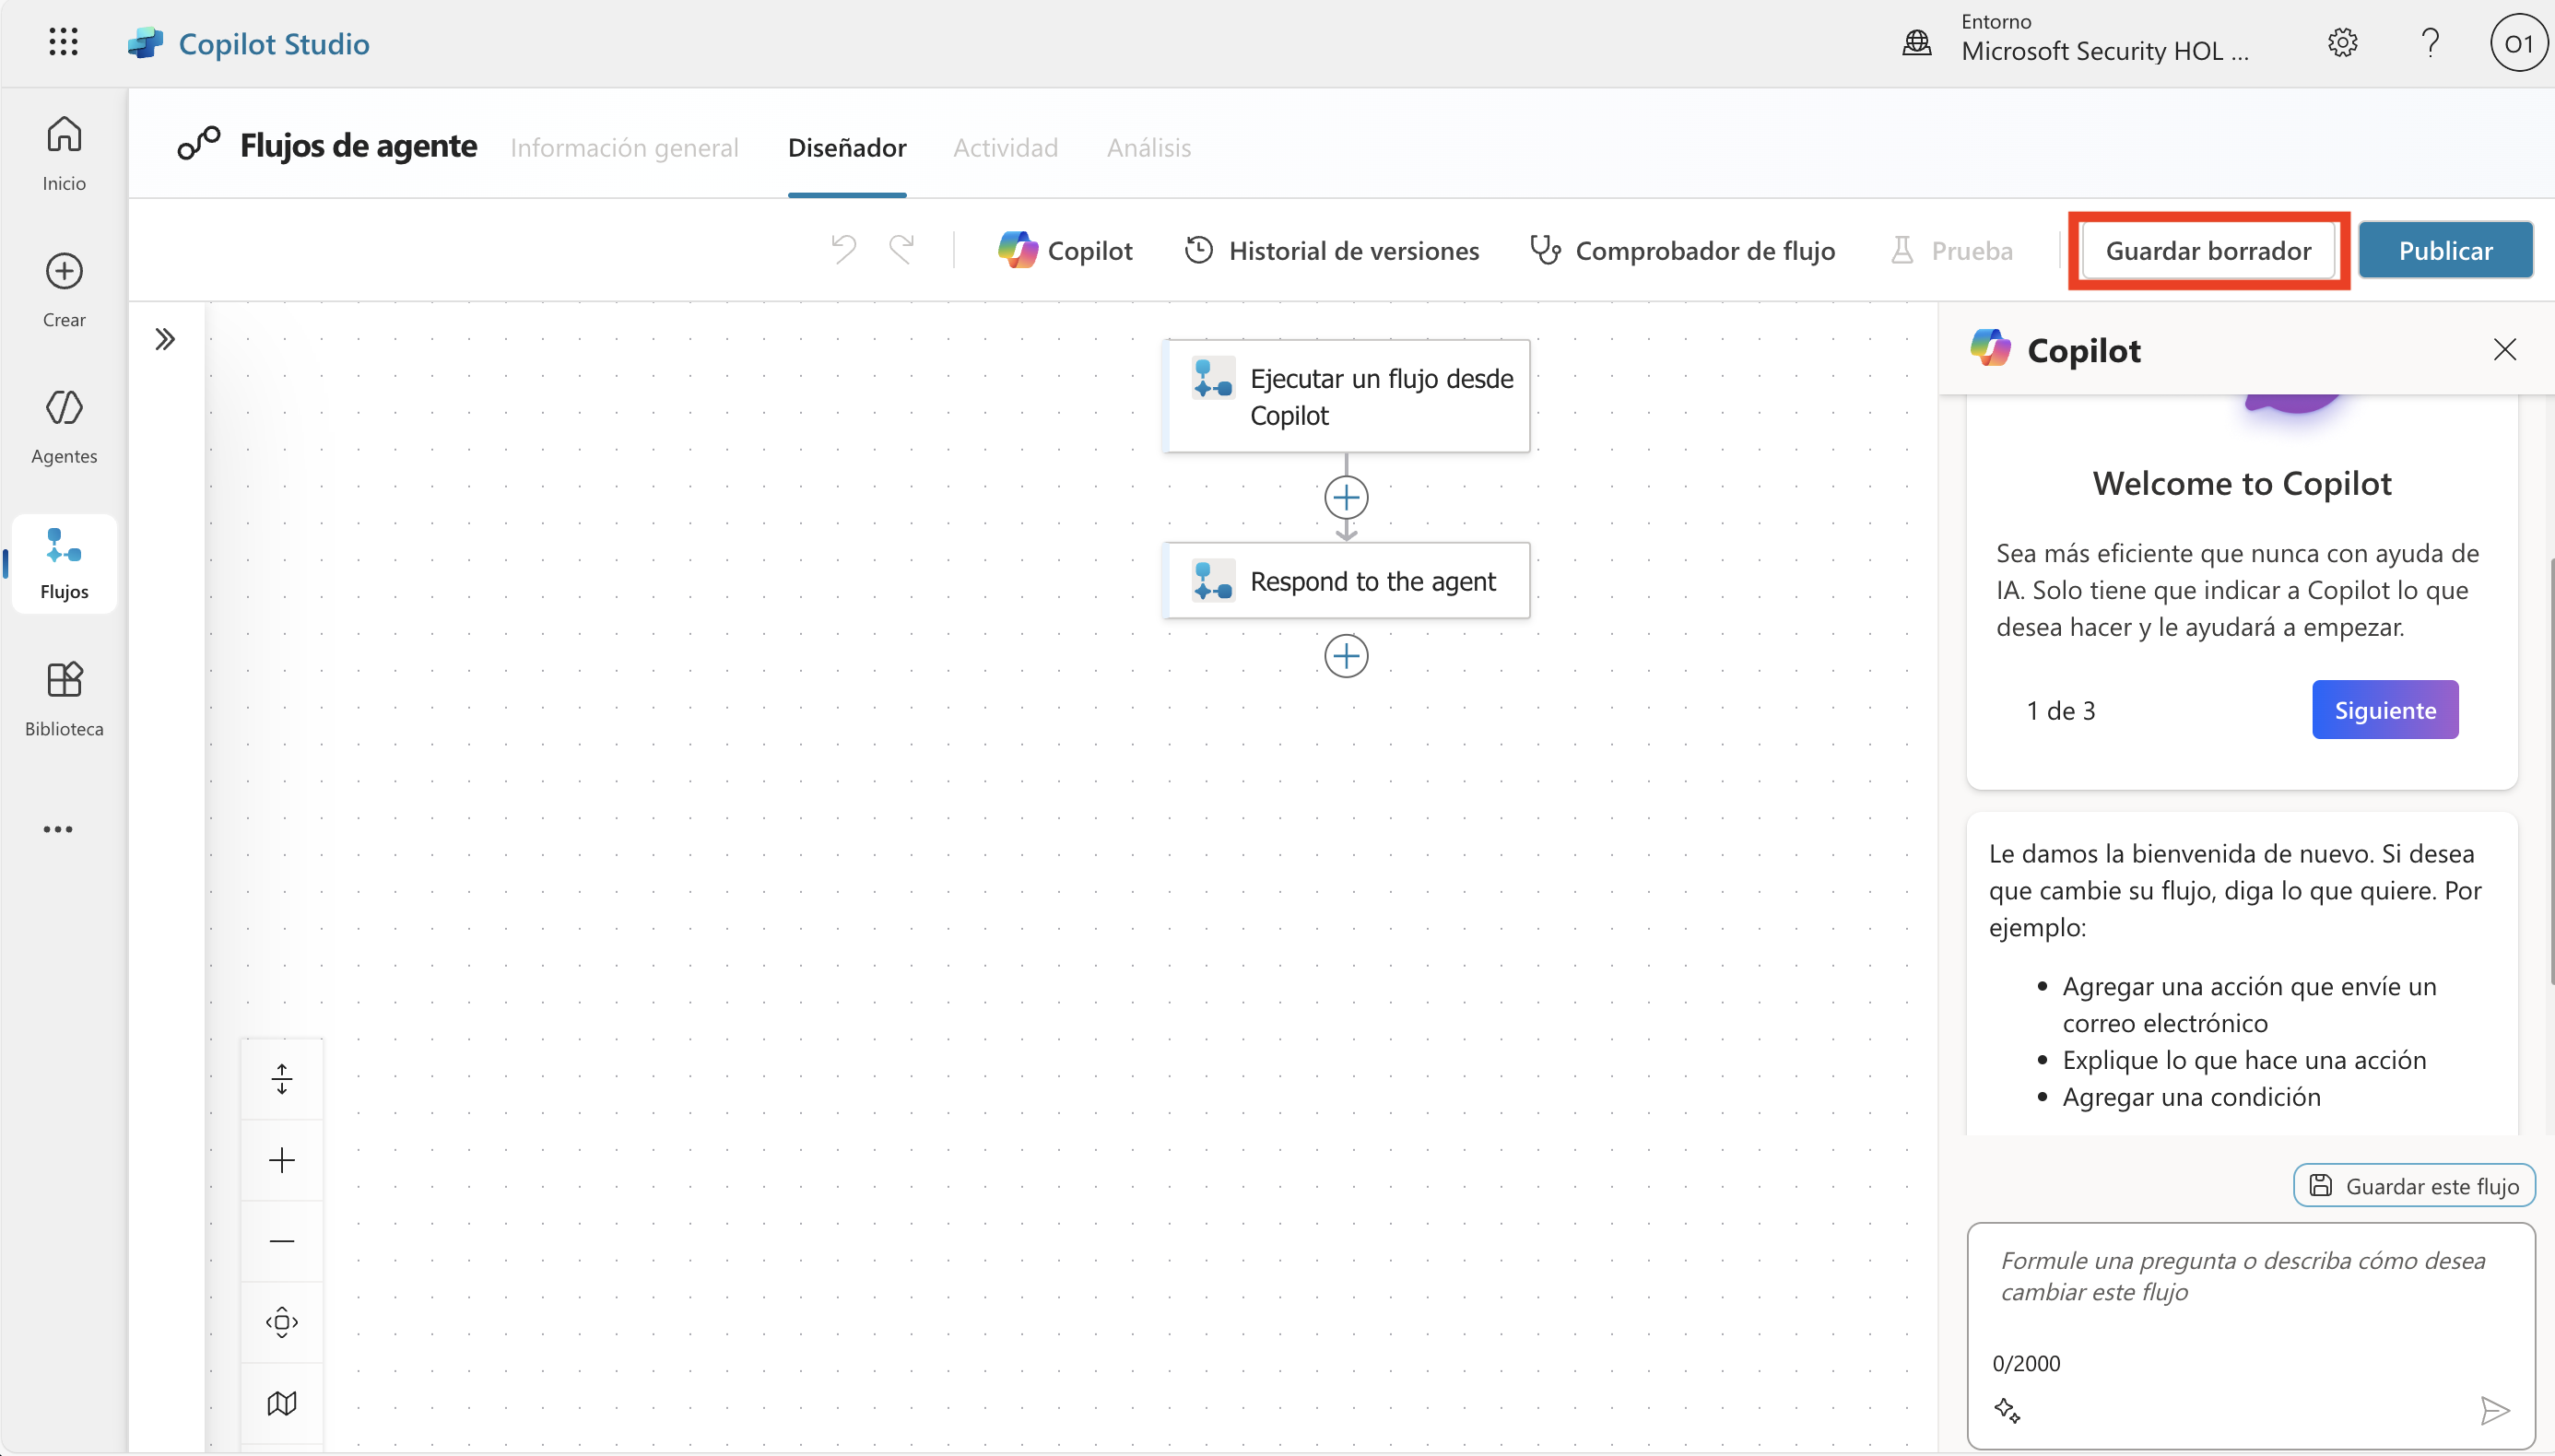 Copilot Studio
Entorno
Microsoft Security HOL ...
O1
Inicio
Crear
Agentes
Flujos
Biblioteca
Flujos de agente
Información general
Diseñador
Actividad
Análisis
Copilot
Historial de versiones
Comprobador de flujo
Prueba
Guardar borrador
Publicar
Ejecutar un flujo desde
Copilot
Respond to the agent
Copilot
Welcome to Copilot
Sea más eficiente que nunca con ayuda de
IA. Solo tiene que indicar a Copilot lo que
desea hacer y le ayudará a empezar.
1 de 3
Siguiente
Le damos la bienvenida de nuevo. Si desea
que cambie su flujo, diga lo que quiere. Por
ejemplo:
• Agregar una acción que envíe un
correo electrónico
• Explique lo que hace una acción
• Agregar una condición
Guardar este flujo
Formule una pregunta o describa cómo desea
cambiar este flujo
0/2000